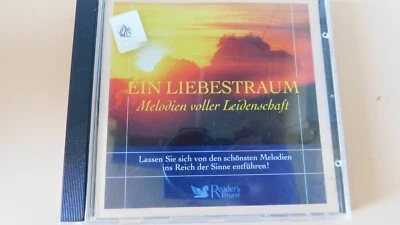 EIN LIEBESTRAUM
Melodien voller Leidenschaft
Lassen Sie sich von den schönsten Melodien
ins Reich der Sinne entführen!
Reader's
Digest